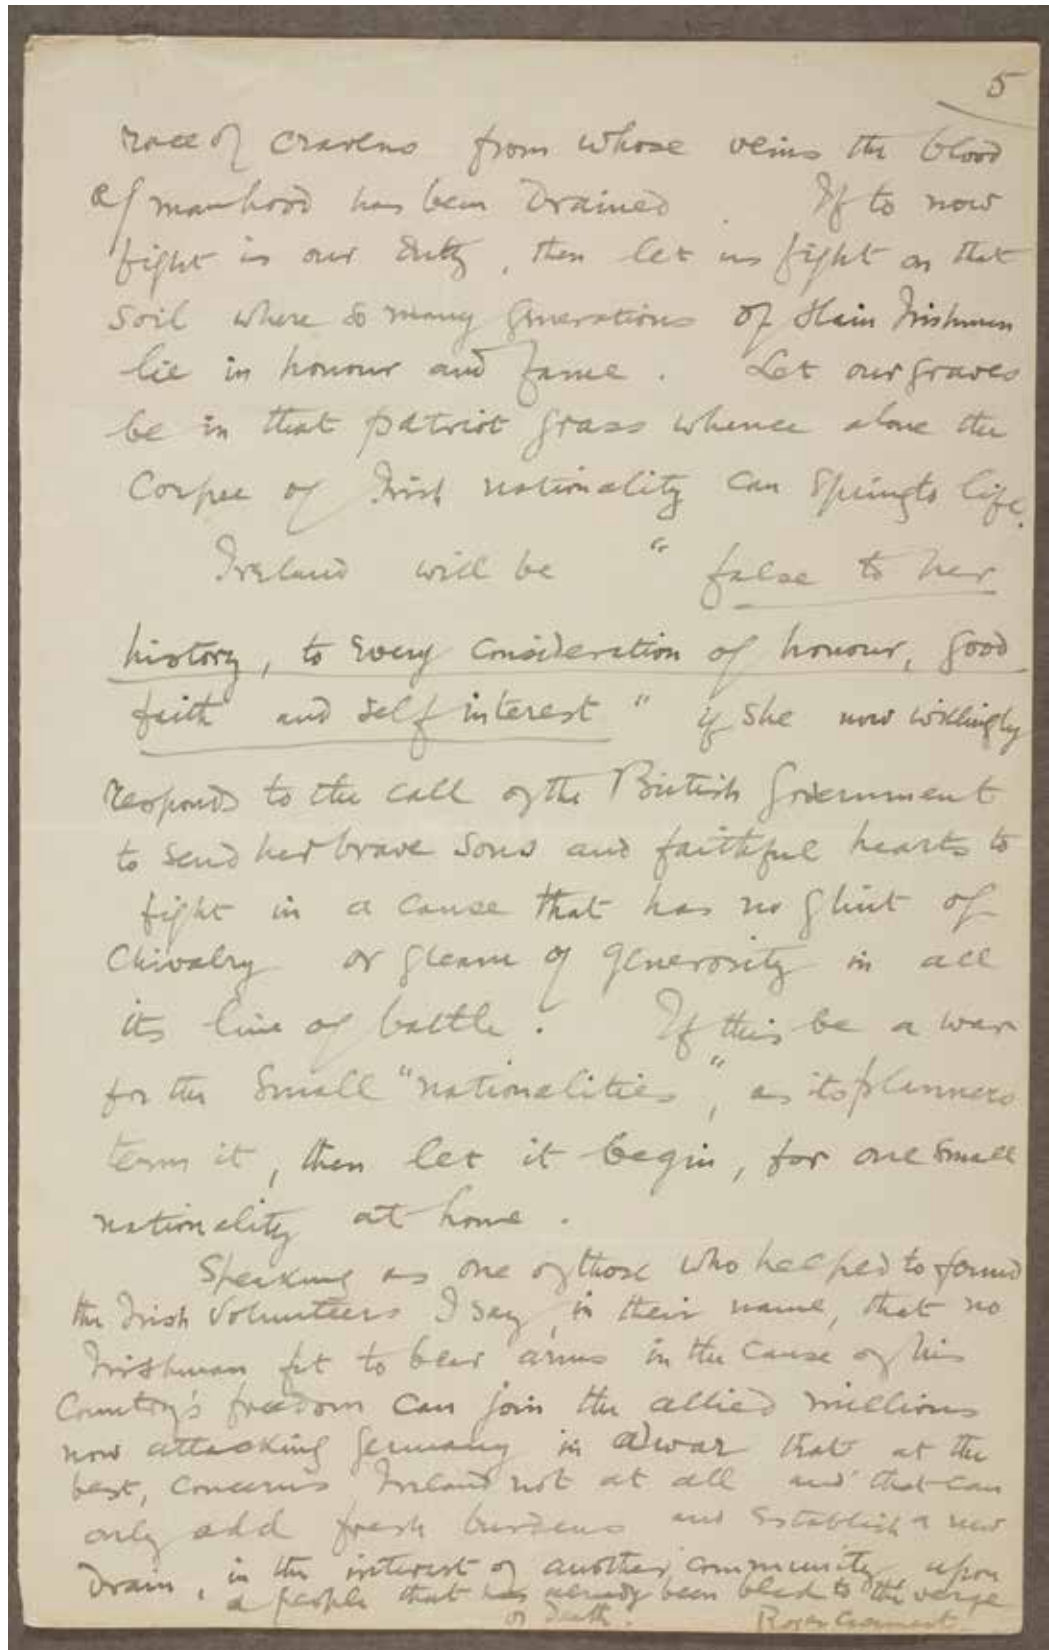 5
race of cravens from whose veins the blood
of manhood has been drained. If to now
fight is our duty, then let us fight on that
soil where so many generations of slain Irishmen
lie in honour and fame. Let our graves
be in that patriot grass whence alone the
corpse of Irish nationality can spring to life.
Ireland will be "false to her
history, to every consideration of honour, good
faith and self interest" if she now willingly
responds to the call of the British Government
to send her brave sons and faithful hearts to
fight in a cause that has no glint of
chivalry or gleam of generosity in all
its line of battle. If this be a war
for the small "nationalities", as its planners
term it, then let it begin, for one small
nationality at home.
Speaking as one of those who helped to found
the Irish Volunteers I say, in their name, that no
Irishman fit to bear arms in the cause of his
Country's freedom can join the allied millions
now attacking Germany in a war that at the
best, concerns Ireland not at all and that can
only add fresh burdens and establish a new
drain, in the interest of another community, upon
a people that has already been bled to the verge
of death.
Roger Casement.